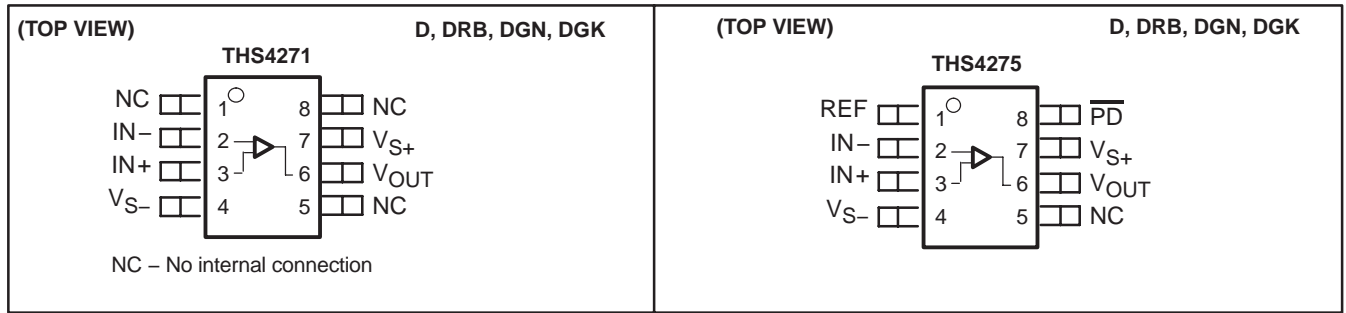 (TOP VIEW) D, DRB, DGN, DGK
THS4271
NC 1 8 NC
IN− 2 7 VS+
IN+ 3 6 VOUT
VS− 4 5 NC
NC − No internal connection
(TOP VIEW) D, DRB, DGN, DGK
THS4275
REF 1 8 PD
IN− 2 7 VS+
IN+ 3 6 VOUT
VS− 4 5 NC